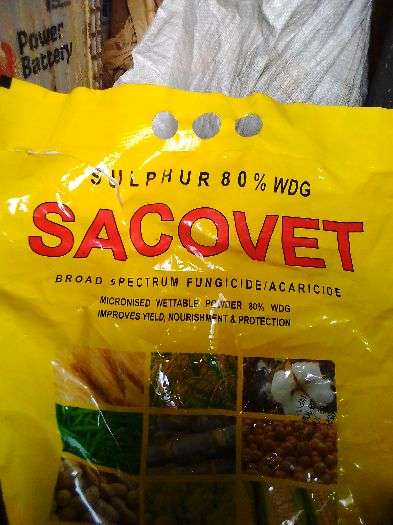 Power
Battery
SULPHUR 80% WDG
SACOVET
BROAD SPECTRUM FUNGICIDE/ACARICIDE
MICRONISED WETTABLE POWDER 80% WDG
IMPROVES YIELD, NOURISHMENT & PROTECTION